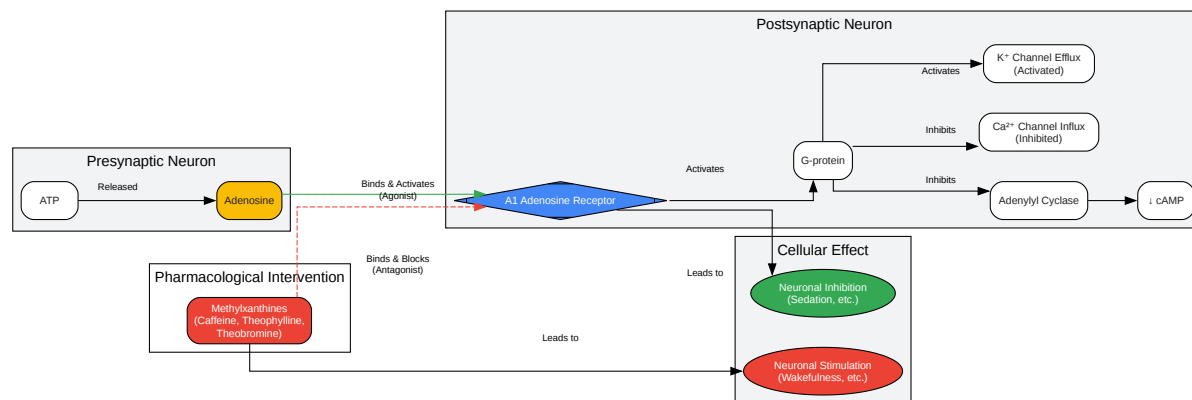 Postsynaptic Neuron
K⁺ Channel Efflux
(Activated)
Activates
Ca²⁺ Channel Influx
(Inhibited)
Inhibits
G-protein
Activates
Inhibits
Adenylyl Cyclase
↓ cAMP
A1 Adenosine Receptor
Presynaptic Neuron
ATP
Released
Adenosine
Binds & Activates
(Agonist)
Binds & Blocks
(Antagonist)
Pharmacological Intervention
Methylxanthines
(Caffeine, Theophylline,
Theobromine)
Leads to
Leads to
Cellular Effect
Neuronal Inhibition
(Sedation, etc.)
Neuronal Stimulation
(Wakefulness, etc.)